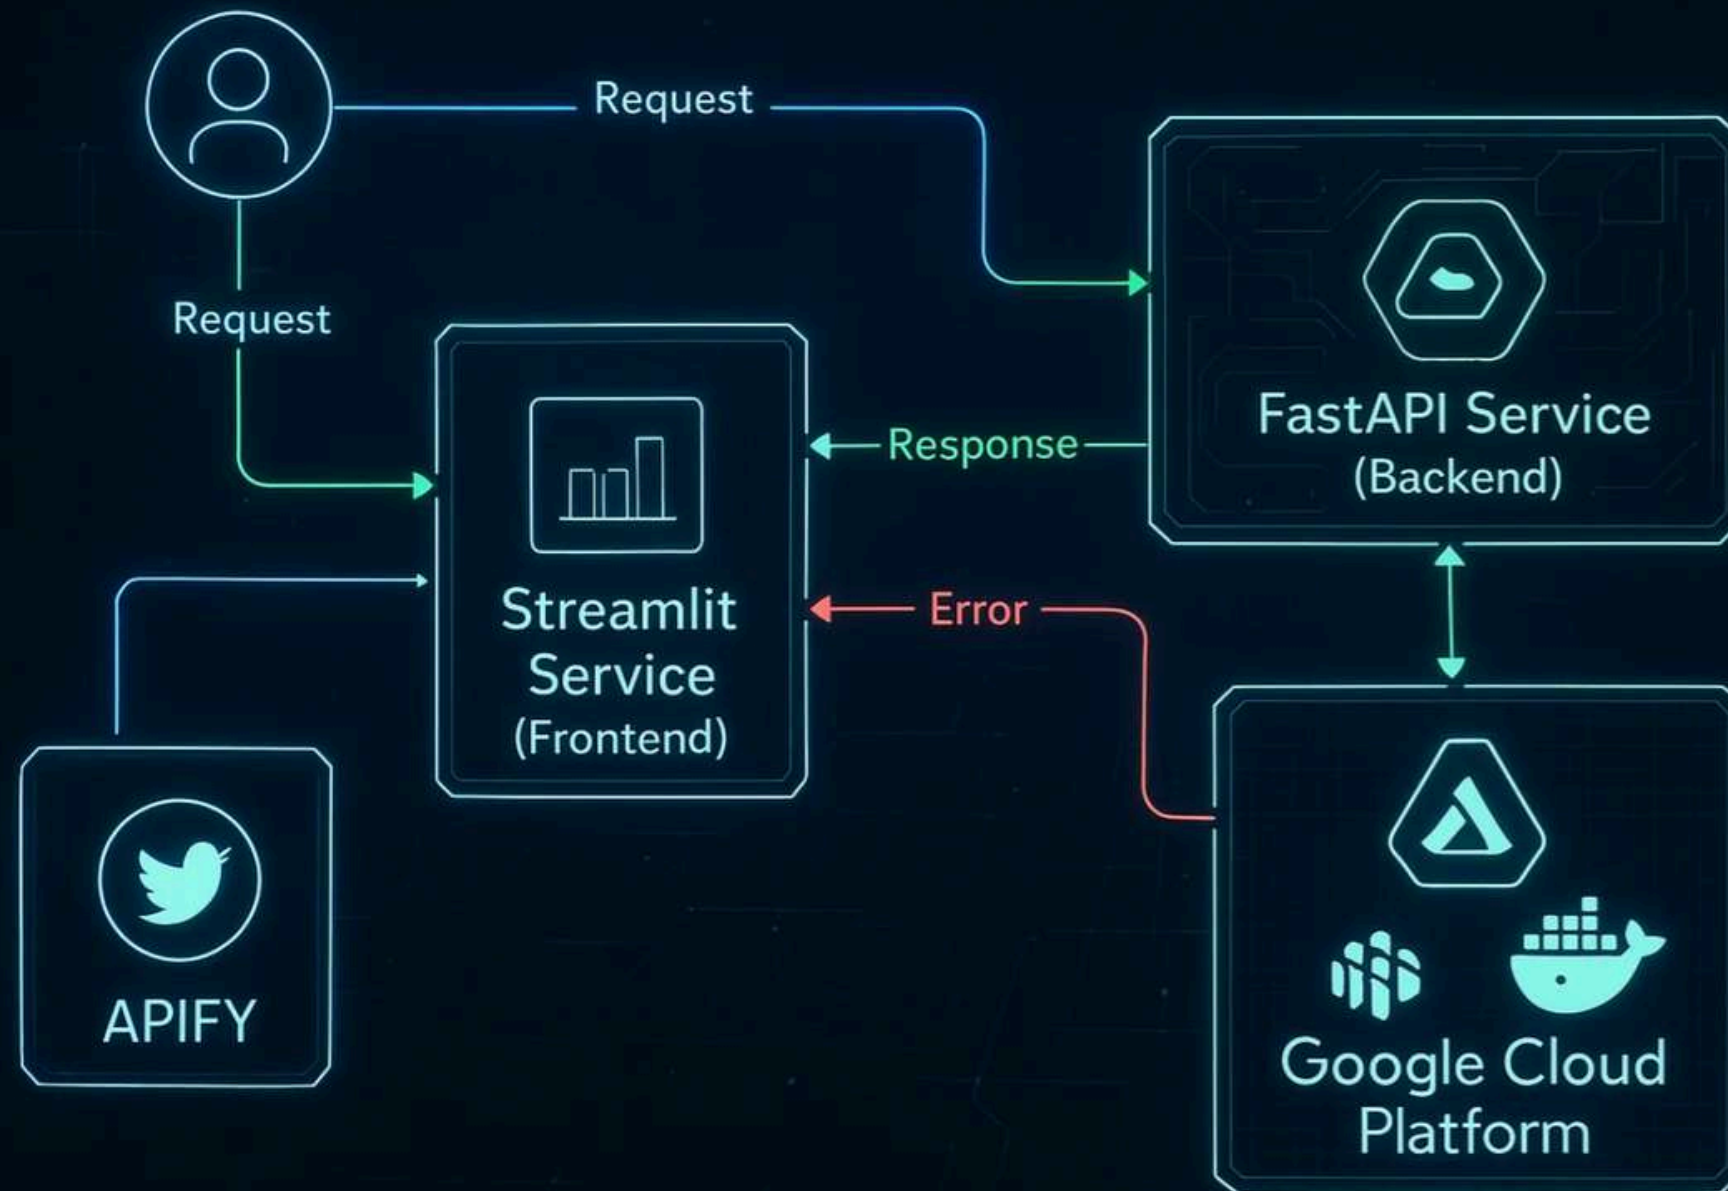 Request
Request
FastAPI Service
(Backend)
Response
Streamlit
Service
(Frontend)
Error
APIFY
Google Cloud
Platform